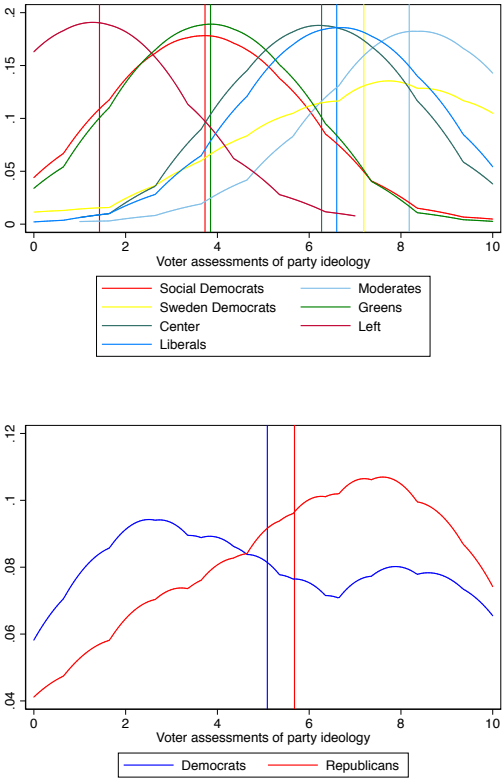 .2
.15
.1
.05
0
0 2 4 6 8 10
Voter assessments of party ideology
Social Democrats Moderates
Sweden Democrats Greens
Center Left
Liberals
.12
.1
.08
.06
.04
0 2 4 6 8 10
Voter assessments of party ideology
Democrats Republicans